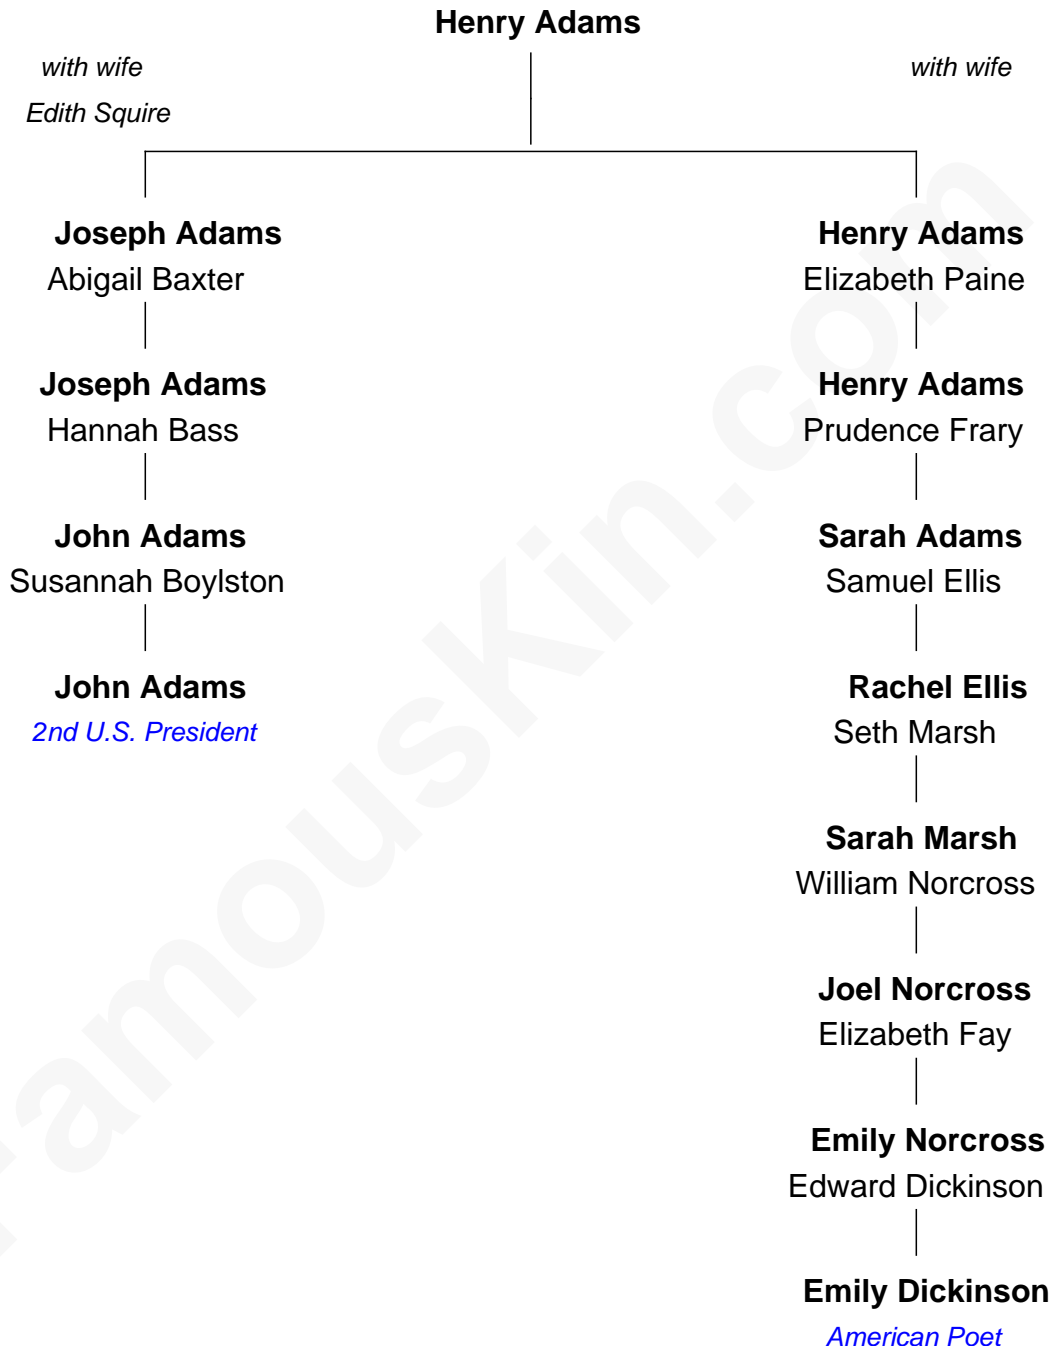 Henry Adams
with wife
Edith Squire
with wife
Joseph Adams
Abigail Baxter
Joseph Adams
Hannah Bass
John Adams
Susannah Boylston
John Adams
2nd U.S. President
Henry Adams
Elizabeth Paine
Henry Adams
Prudence Frary
Sarah Adams
Samuel Ellis
Rachel Ellis
Seth Marsh
Sarah Marsh
William Norcross
Joel Norcross
Elizabeth Fay
Emily Norcross
Edward Dickinson
Emily Dickinson
American Poet
FamousKin.com